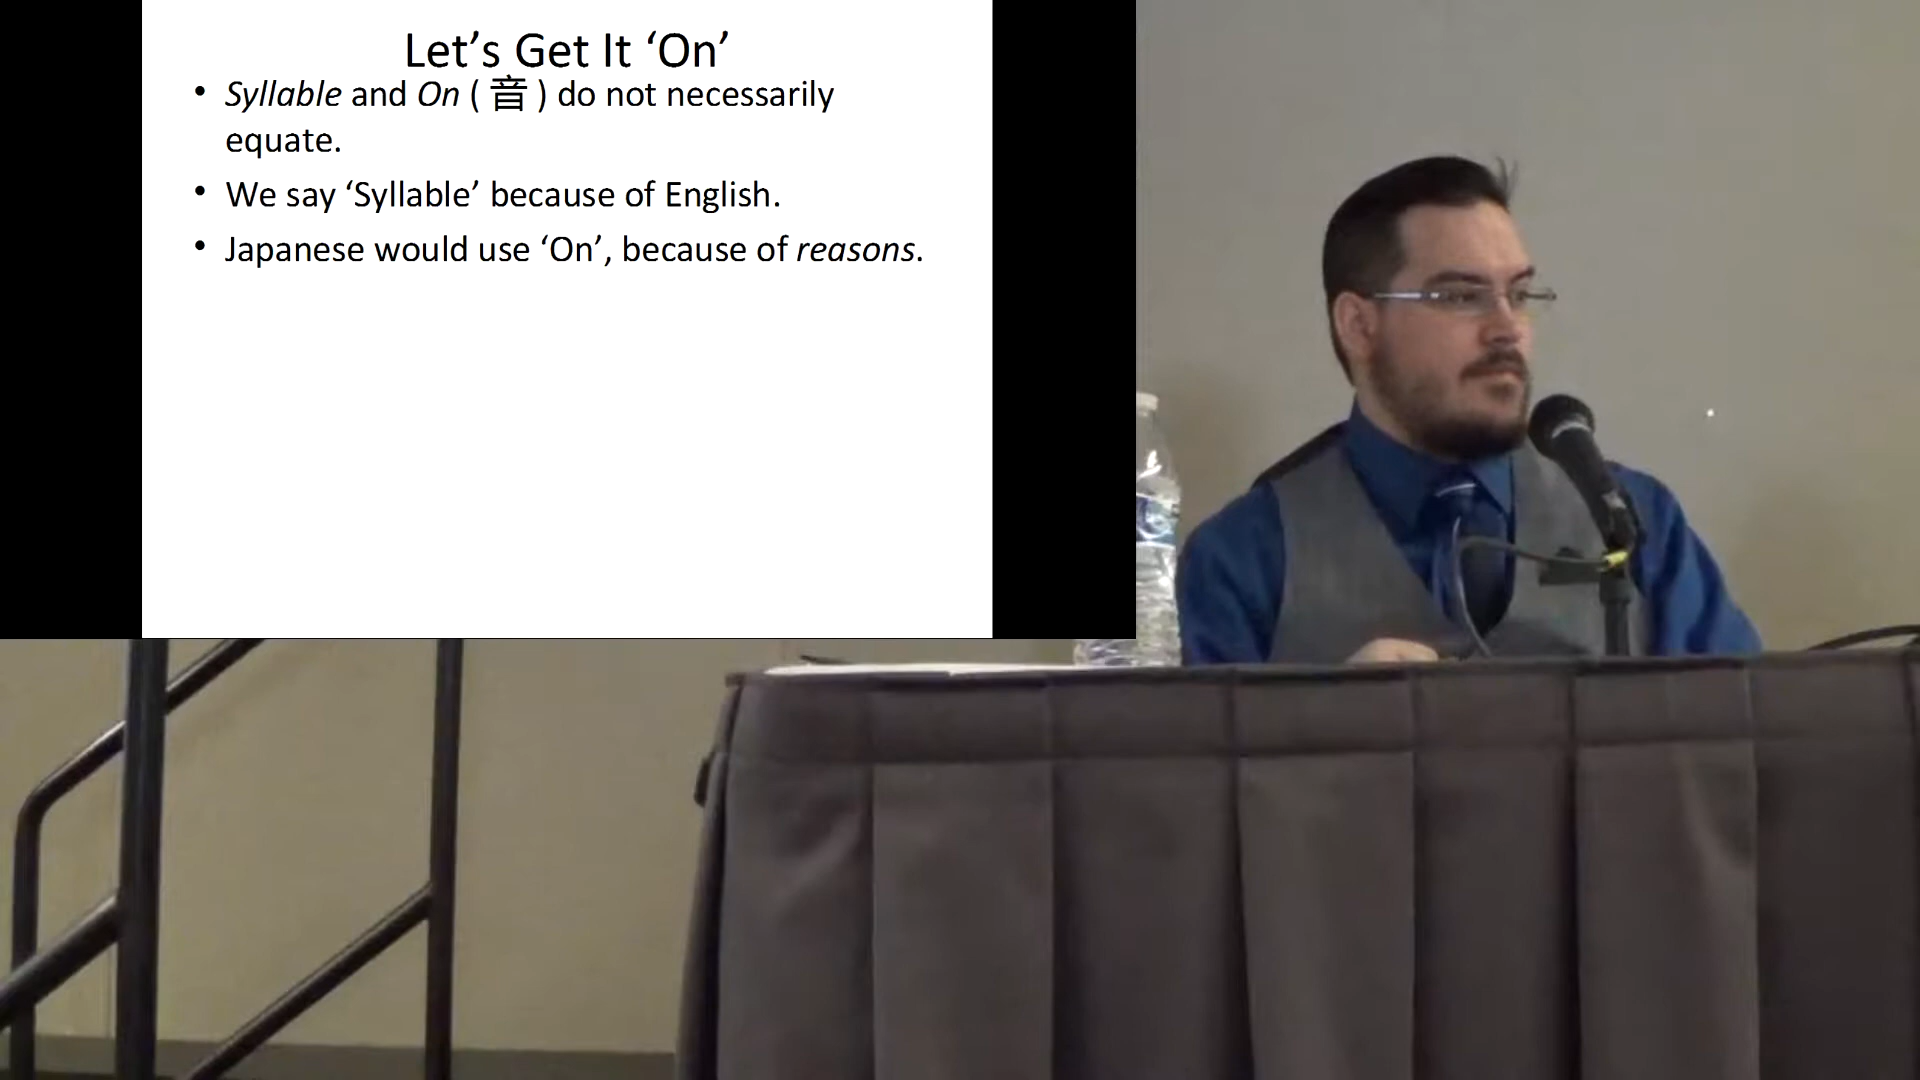 Let’s Get It ‘On’
• Syllable and On ( 音 ) do not necessarily
equate.
• We say ‘Syllable’ because of English.
• Japanese would use ‘On’, because of reasons.